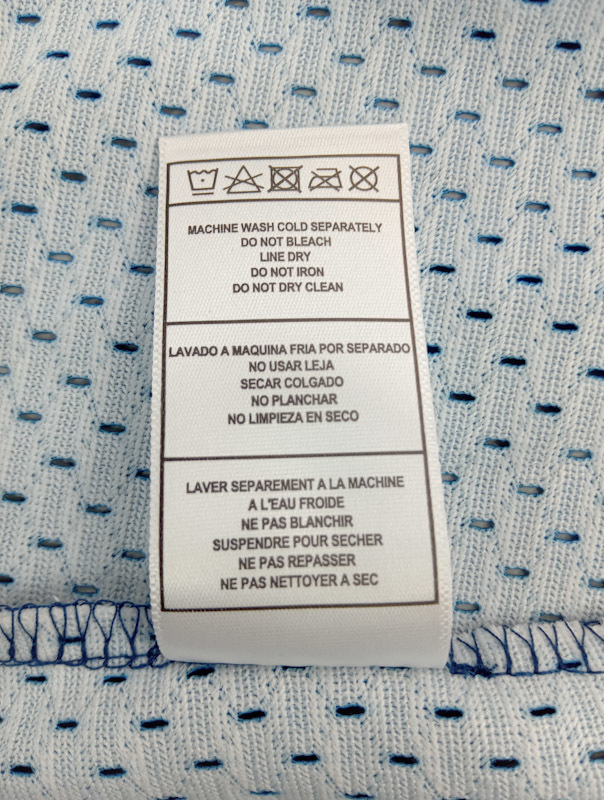 MACHINE WASH COLD SEPARATELY
DO NOT BLEACH
LINE DRY
DO NOT IRON
DO NOT DRY CLEAN
LAVADO A MAQUINA FRIA POR SEPARADO
NO USAR LEJA
SECAR COLGADO
NO PLANCHAR
NO LIMPIEZA EN SECO
LAVER SEPAREMENT A LA MACHINE
A L'EAU FROIDE
NE PAS BLANCHIR
SUSPENDRE POUR SECHER
NE PAS REPASSER
NE PAS NETTOYER A SEC